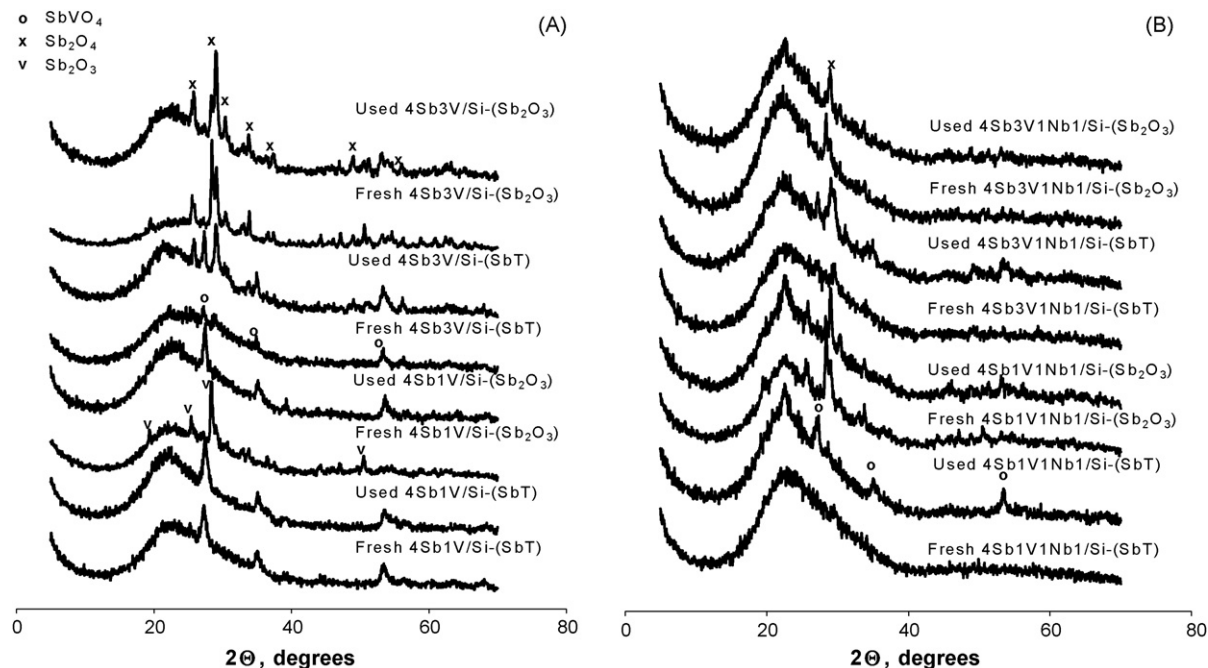 o SbVO₄
x Sb₂O₄
v Sb₂O₃
(A)
x
x
x
x
x
x
x
Used 4Sb3V/Si-(Sb₂O₃)
Fresh 4Sb3V/Si-(Sb₂O₃)
Used 4Sb3V/Si-(SbT)
Fresh 4Sb3V/Si-(SbT)
o
o
o
Used 4Sb1V/Si-(Sb₂O₃)
v
v
v
Fresh 4Sb1V/Si-(Sb₂O₃)
v
Used 4Sb1V/Si-(SbT)
Fresh 4Sb1V/Si-(SbT)
0 20 40 60 80
2Θ, degrees
(B)
x
Used 4Sb3V1Nb1/Si-(Sb₂O₃)
Fresh 4Sb3V1Nb1/Si-(Sb₂O₃)
Used 4Sb3V1Nb1/Si-(SbT)
Fresh 4Sb3V1Nb1/Si-(SbT)
Used 4Sb1V1Nb1/Si-(Sb₂O₃)
Fresh 4Sb1V1Nb1/Si-(Sb₂O₃)
o
Used 4Sb1V1Nb1/Si-(SbT)
o
o
Fresh 4Sb1V1Nb1/Si-(SbT)
0 20 40 60 80
2Θ, degrees